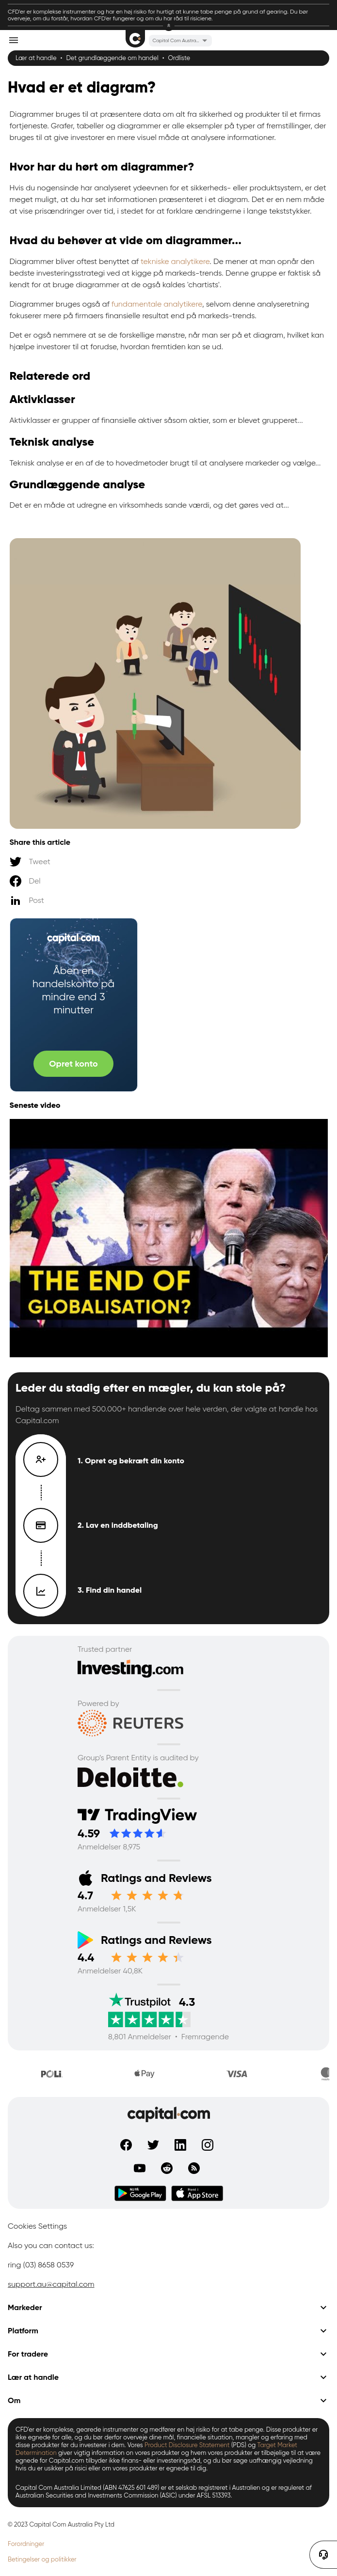 CFD'er er komplekse instrumenter og har en høj risiko for hurtigt at kunne tabe penge på grund af gearing. Du bør
overveje, om du forstår, hvordan CFD'er fungerer og om du har råd til risiciene.
Capital Com Austra...
Lær at handle • Det grundlæggende om handel • Ordliste
Hvad er et diagram?
Diagrammer bruges til at præsentere data om alt fra sikkerhed og produkter til et firmas
fortjeneste. Grafer, tabeller og diagrammer er alle eksempler på typer af fremstillinger, der
bruges til at give investorer en mere visuel måde at analysere informationer.
Hvor har du hørt om diagrammer?
Hvis du nogensinde har analyseret ydeevnen for et sikkerheds- eller produktsystem, er det
meget muligt, at du har set informationen præsenteret i et diagram. Det er en nem måde
at vise prisændringer over tid, i stedet for at forklare ændringerne i lange tekststykker.
Hvad du behøver at vide om diagrammer...
Diagrammer bliver oftest benyttet af tekniske analytikere. De mener at man opnår den
bedste investeringsstrategi ved at kigge på markeds-trends. Denne gruppe er faktisk så
kendt for at bruge diagrammer at de også kaldes 'chartists'.
Diagrammer bruges også af fundamentale analytikere, selvom denne analyseretning
fokuserer mere på firmaers finansielle resultat end på markeds-trends.
Det er også nemmere at se de forskellige mønstre, når man ser på et diagram, hvilket kan
hjælpe investorer til at forudse, hvordan fremtiden kan se ud.
Relaterede ord
Aktivklasser
Aktivklasser er grupper af finansielle aktiver såsom aktier, som er blevet grupperet...
Teknisk analyse
Teknisk analyse er en af de to hovedmetoder brugt til at analysere markeder og vælge...
Grundlæggende analyse
Det er en måde at udregne en virksomheds sande værdi, og det gøres ved at...
Share this article
Tweet
Del
Post
capital.com
Åben en
handelskonto på
mindre end 3
minutter
Opret konto
Seneste video
THE END OF
GLOBALISATION?
Leder du stadig efter en mægler, du kan stole på?
Deltag sammen med 500.000+ handlende over hele verden, der valgte at handle hos
Capital.com
1. Opret og bekræft din konto
2. Lav en inddbetaling
3. Find din handel
Trusted partner
Investing.com
Powered by
REUTERS
Group's Parent Entity is audited by
Deloitte.
TradingView
4.59
Anmeldelser 8,975
Ratings and Reviews
4.7
Anmeldelser 1,5K
Ratings and Reviews
4.4
Anmeldelser 40,8K
Trustpilot 4.3
8,801 Anmeldelser • Fremragende
POLi
Pay
VISA
capital.com
Google Play
App Store
Cookies Settings
Also you can contact us:
ring (03) 8658 0539
support.au@capital.com
Markeder
Platform
For tradere
Lær at handle
Om
CFD'er er komplekse, gearede instrumenter og medfører en høj risiko for at tabe penge. Disse produkter er
ikke egnede for alle, og du bør derfor overveje dine mål, finansielle situation, mangler og erfaring med
disse produkter før du investerer i dem. Vores Product Disclosure Statement (PDS) og Target Market
Determination giver vigtig information on vores produkter og hvem vores produkter er tilbøjelige til at være
egnede for. Capital.com tilbyder ikke finans- eller investeringsråd, og du bør søge uafhængig vejledning
hvis du er usikker på risici eller om vores produkter er egnede til dig.
Capital Com Australia Limited (ABN 47625 601 489) er et selskab registreret i Australien og er reguleret af
Australian Securities and Investments Commission (ASIC) under AFSL 513393.
© 2023 Capital Com Australia Pty Ltd
Forordninger
Betingelser og politikker